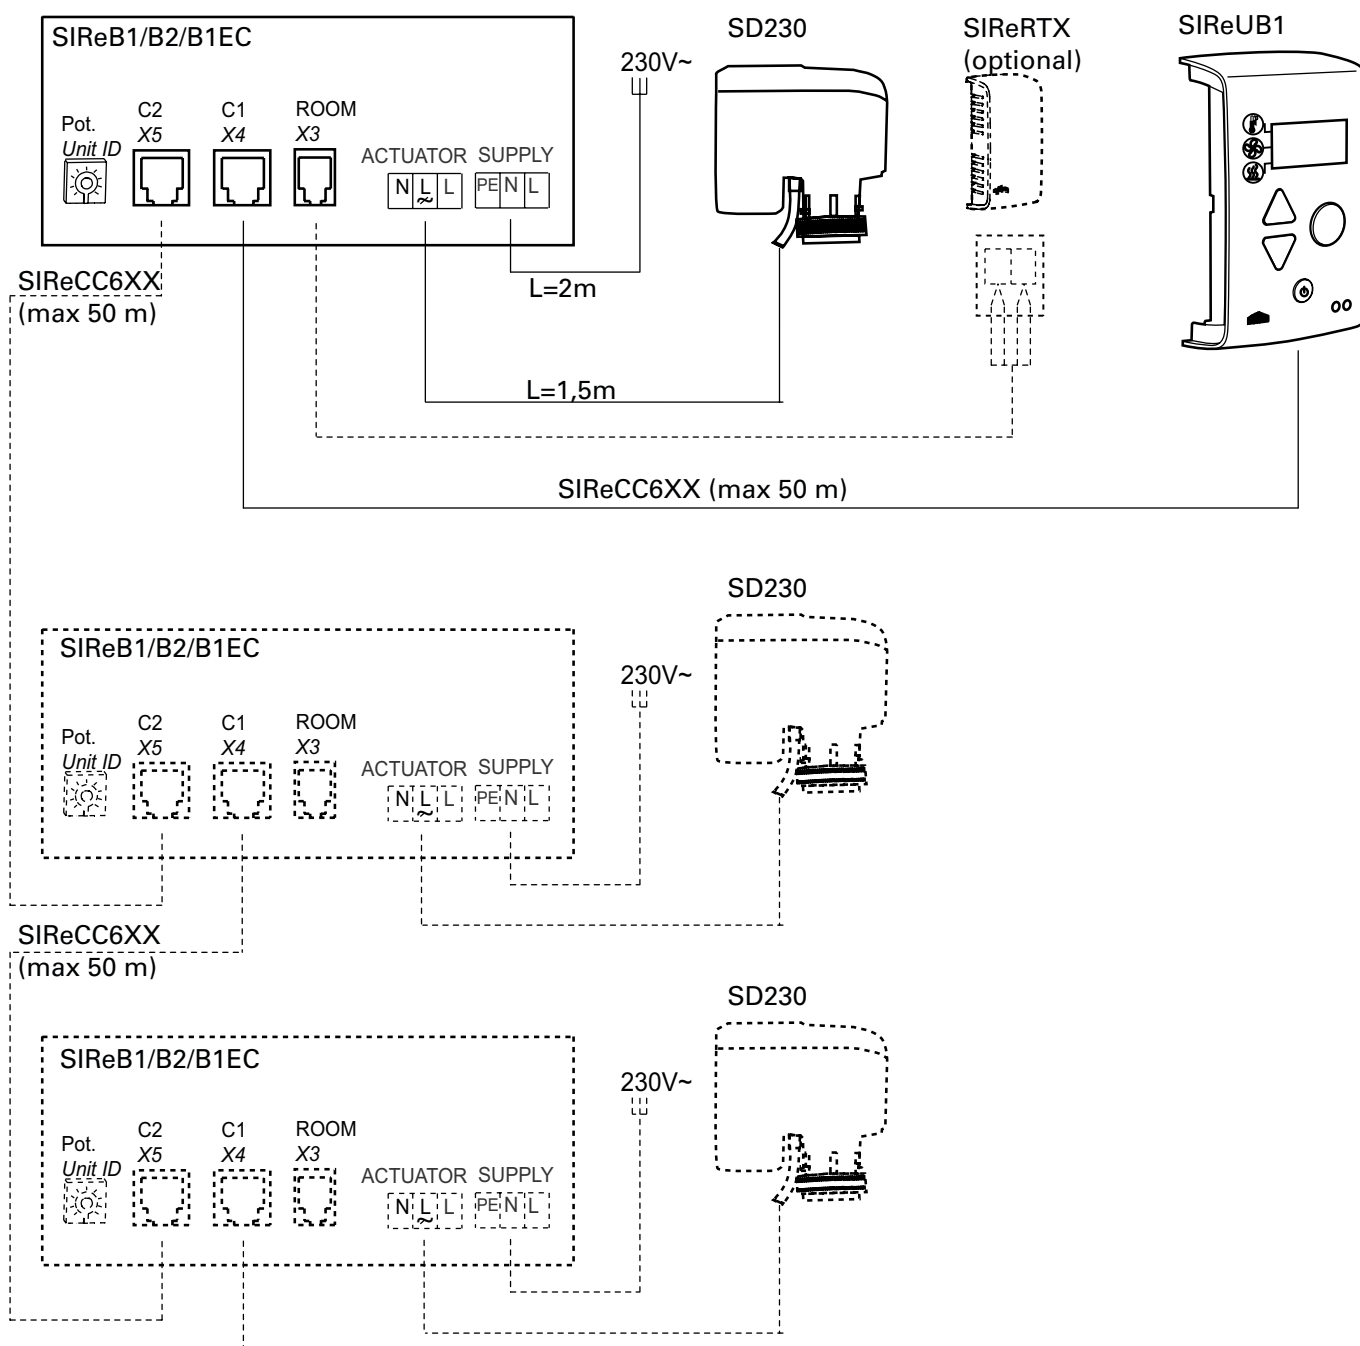 SIReB1/B2/B1EC
SD230
SIReRTX
(optional)
SIReUB1
230V~
Pot.
Unit ID
C2
X5
C1
X4
ROOM
X3
ACTUATOR
SUPPLY
N L L
~
PE N L
SIReCC6XX
(max 50 m)
L=2m
L=1,5m
SIReCC6XX (max 50 m)
SD230
SIReB1/B2/B1EC
230V~
Pot.
Unit ID
C2
X5
C1
X4
ROOM
X3
ACTUATOR
SUPPLY
N L L
~
PE N L
SIReCC6XX
(max 50 m)
SD230
SIReB1/B2/B1EC
230V~
Pot.
Unit ID
C2
X5
C1
X4
ROOM
X3
ACTUATOR
SUPPLY
N L L
~
PE N L